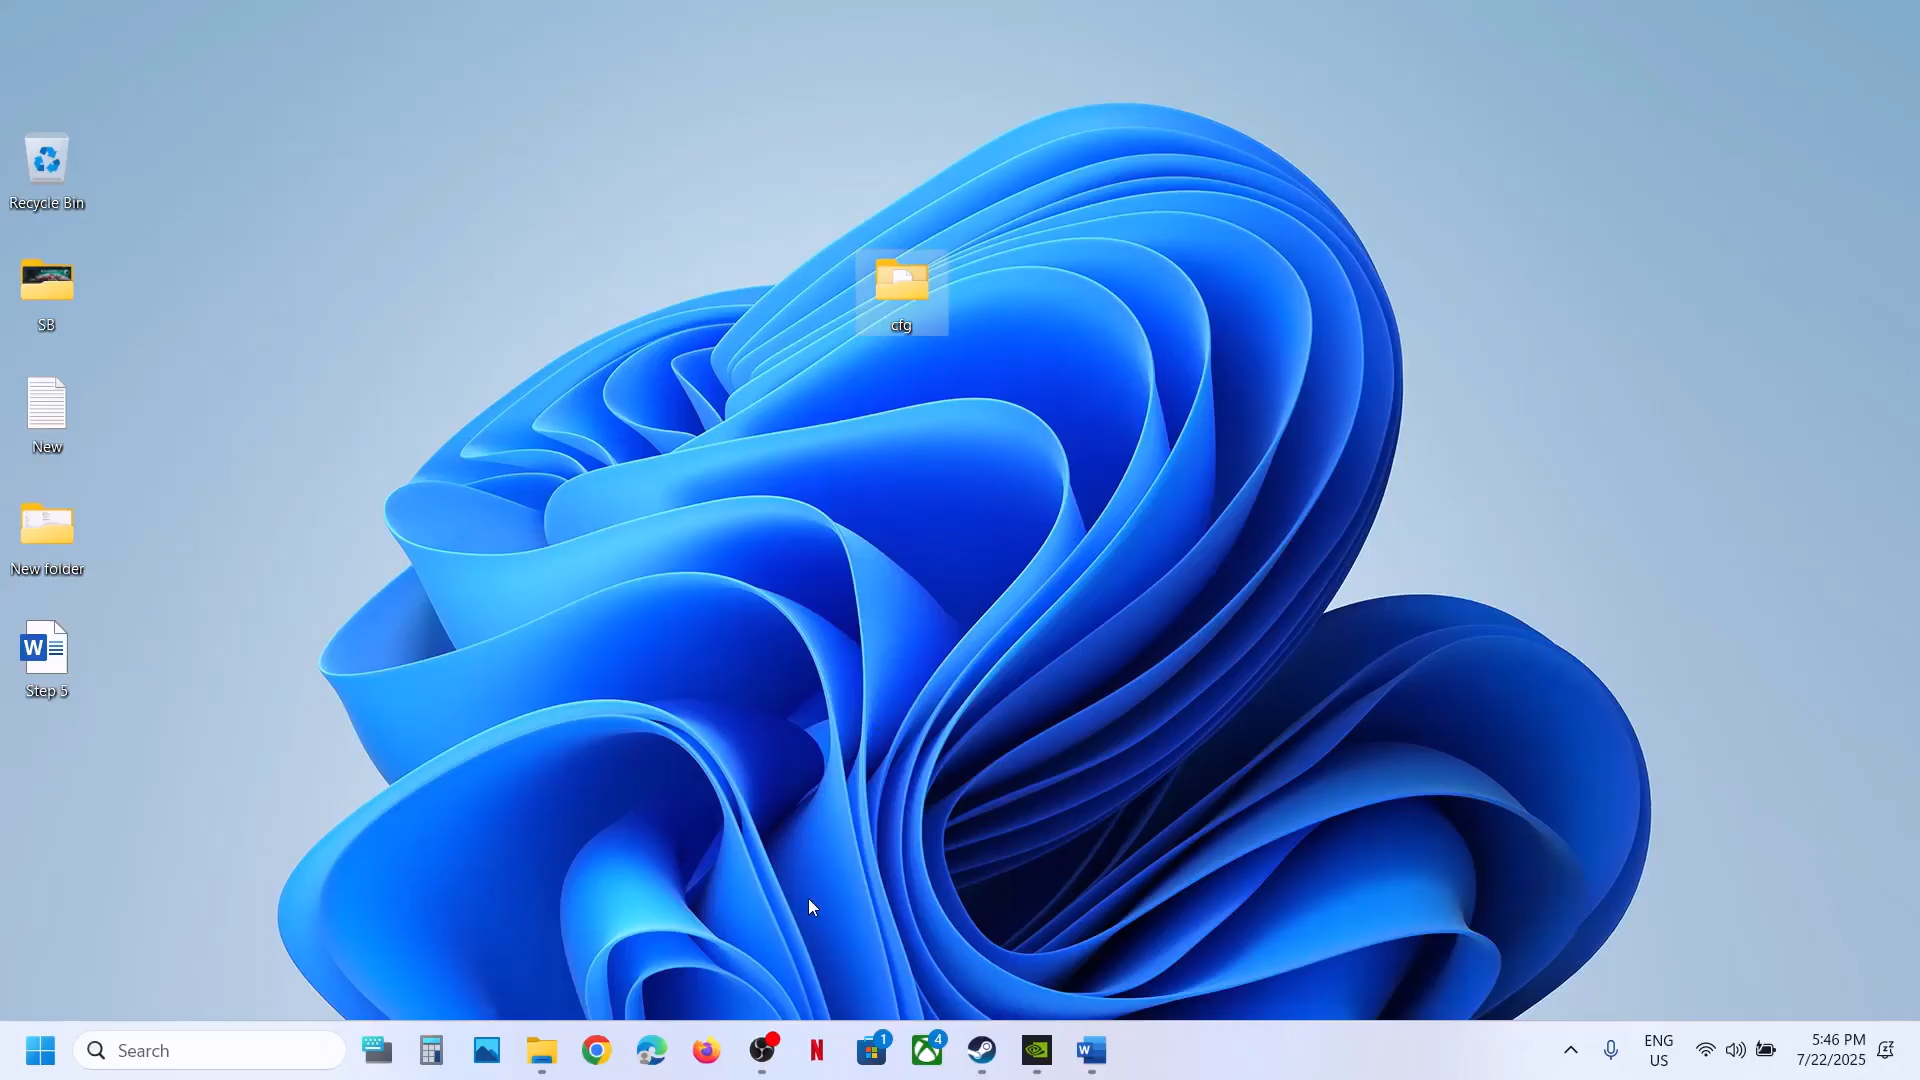 Recycle Bin
SB
New
New folder
W
Step 5
cfg
Search
N
1
4
W
ENG
US
5:46 PM
7/22/2025